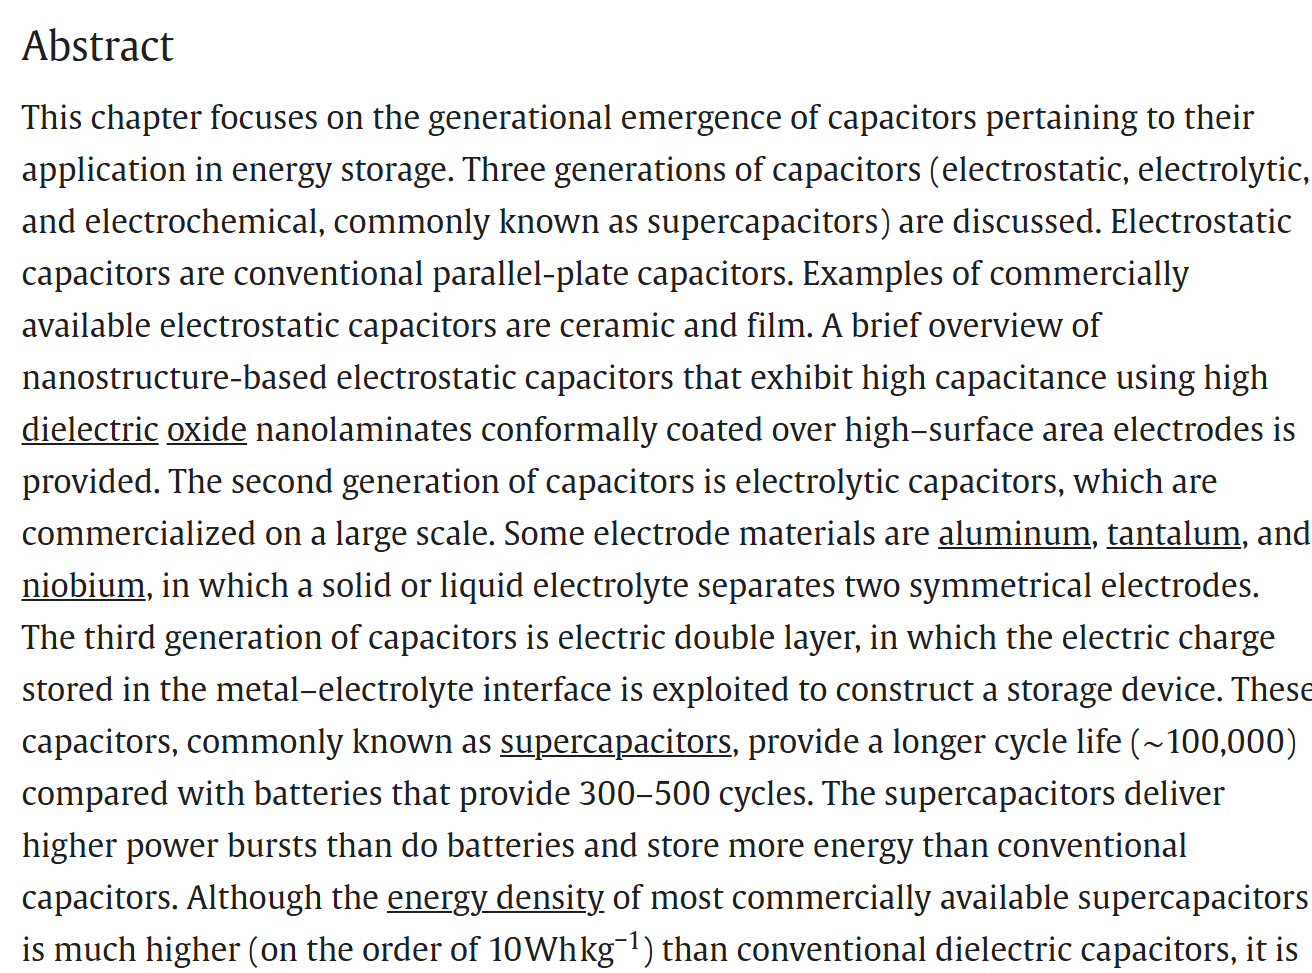 Abstract
This chapter focuses on the generational emergence of capacitors pertaining to their
application in energy storage. Three generations of capacitors (electrostatic, electrolytic,
and electrochemical, commonly known as supercapacitors) are discussed. Electrostatic
capacitors are conventional parallel-plate capacitors. Examples of commercially
available electrostatic capacitors are ceramic and film. A brief overview of
nanostructure-based electrostatic capacitors that exhibit high capacitance using high
dielectric oxide nanolaminates conformally coated over high–surface area electrodes is
provided. The second generation of capacitors is electrolytic capacitors, which are
commercialized on a large scale. Some electrode materials are aluminum, tantalum, and
niobium, in which a solid or liquid electrolyte separates two symmetrical electrodes.
The third generation of capacitors is electric double layer, in which the electric charge
stored in the metal–electrolyte interface is exploited to construct a storage device. These
capacitors, commonly known as supercapacitors, provide a longer cycle life (~100,000)
compared with batteries that provide 300–500 cycles. The supercapacitors deliver
higher power bursts than do batteries and store more energy than conventional
capacitors. Although the energy density of most commercially available supercapacitors
is much higher (on the order of 10 Wh kg⁻¹) than conventional dielectric capacitors, it is